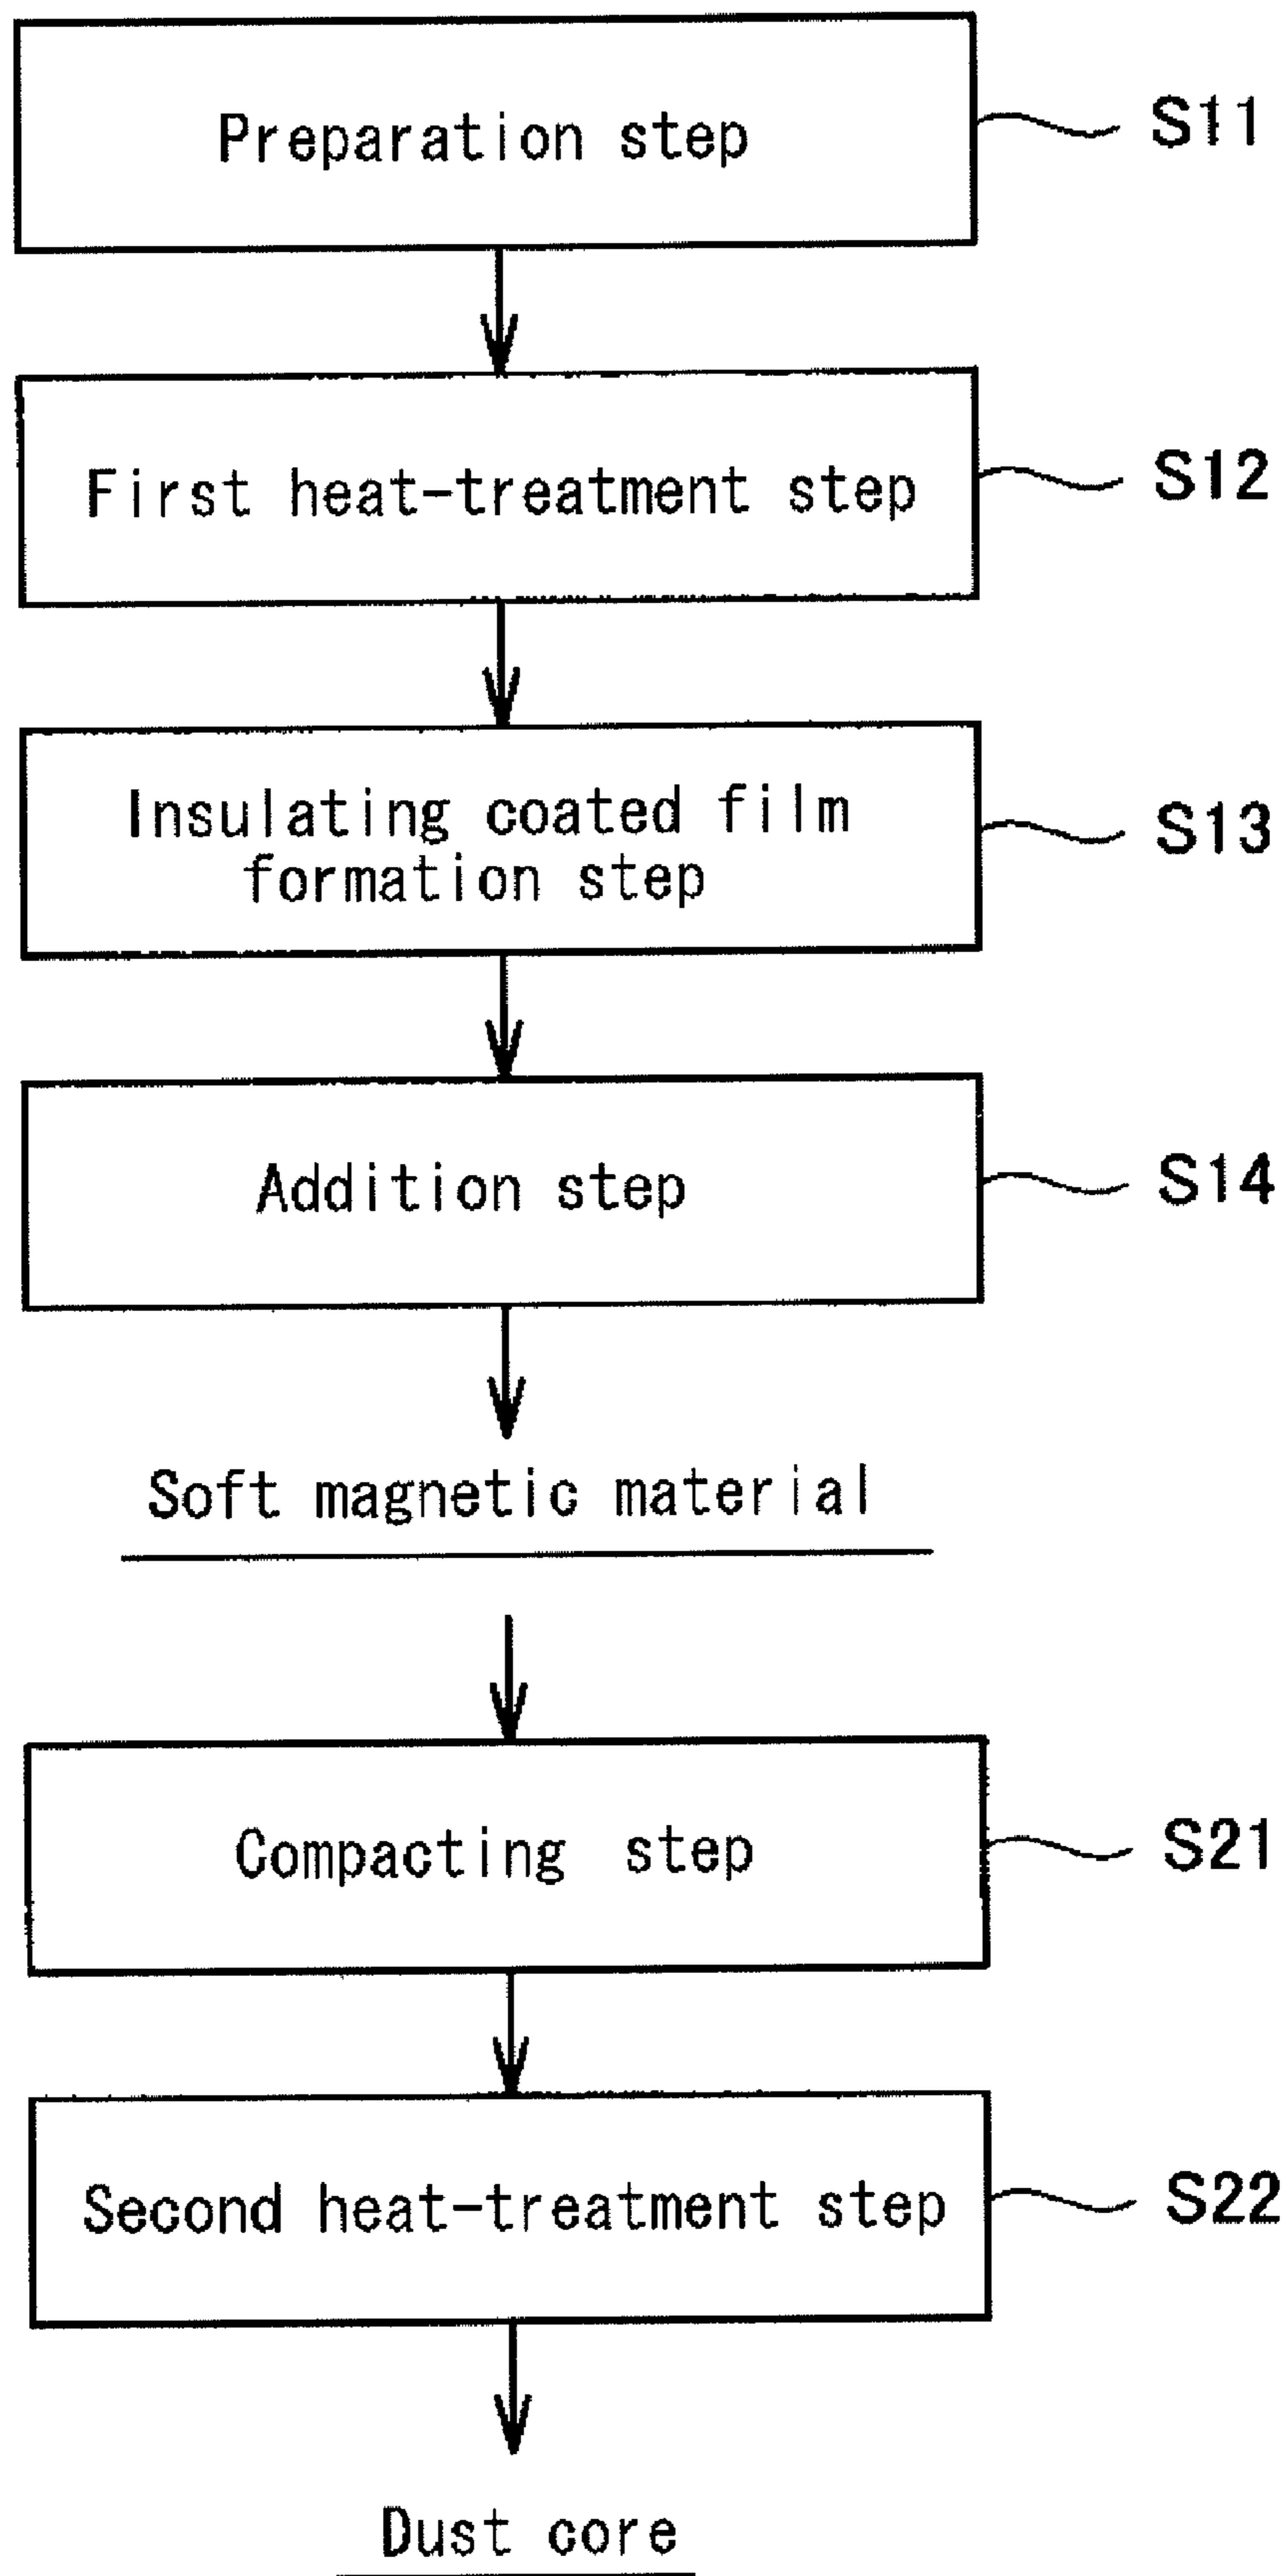 Preparation step
S11
First heat-treatment step
S12
Insulating coated film
formation step
S13
Addition step
S14
Soft magnetic material
Compacting step
S21
Second heat-treatment step
S22
Dust core